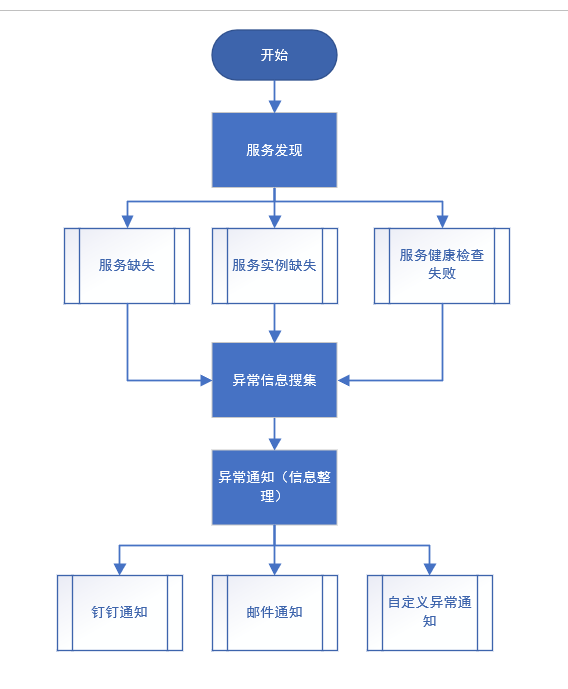 开始
服务发现
服务缺失
服务实例缺失
服务健康检查
失败
异常信息搜集
异常通知（信息整
理）
钉钉通知
邮件通知
自定义异常通
知